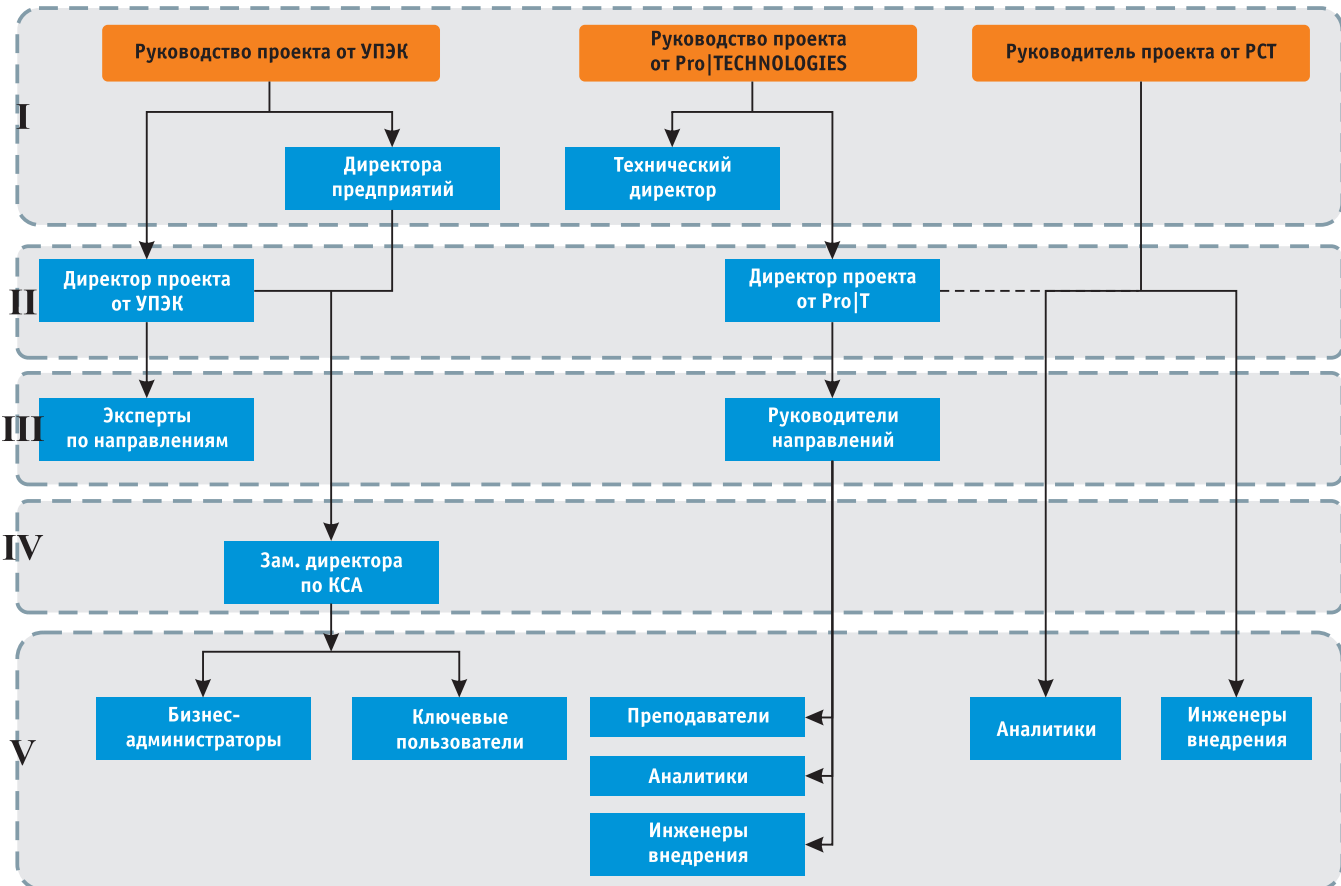 Руководство проекта от УПЭК
Руководство проекта
от Pro|TECHNOLOGIES
Руководитель проекта от РСТ
I
Директора
предприятий
Технический
директор
II
Директор проекта
от УПЭК
Директор проекта
от Pro|T
III
Эксперты
по направлениям
Руководители
направлений
IV
Зам. директора
по КСА
V
Бизнес-
администраторы
Ключевые
пользователи
Преподаватели
Аналитики
Инженеры
внедрения
Аналитики
Инженеры
внедрения